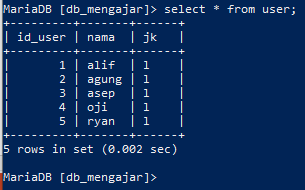 MariaDB [db_mengajar]> select * from user;
+---------+-------+------+
| id_user | nama  | jk   |
+---------+-------+------+
|       1 | alif  | l    |
|       2 | agung | l    |
|       3 | asep  | l    |
|       4 | oji   | l    |
|       5 | ryan  | l    |
+---------+-------+------+
5 rows in set (0.002 sec)
MariaDB [db_mengajar]>